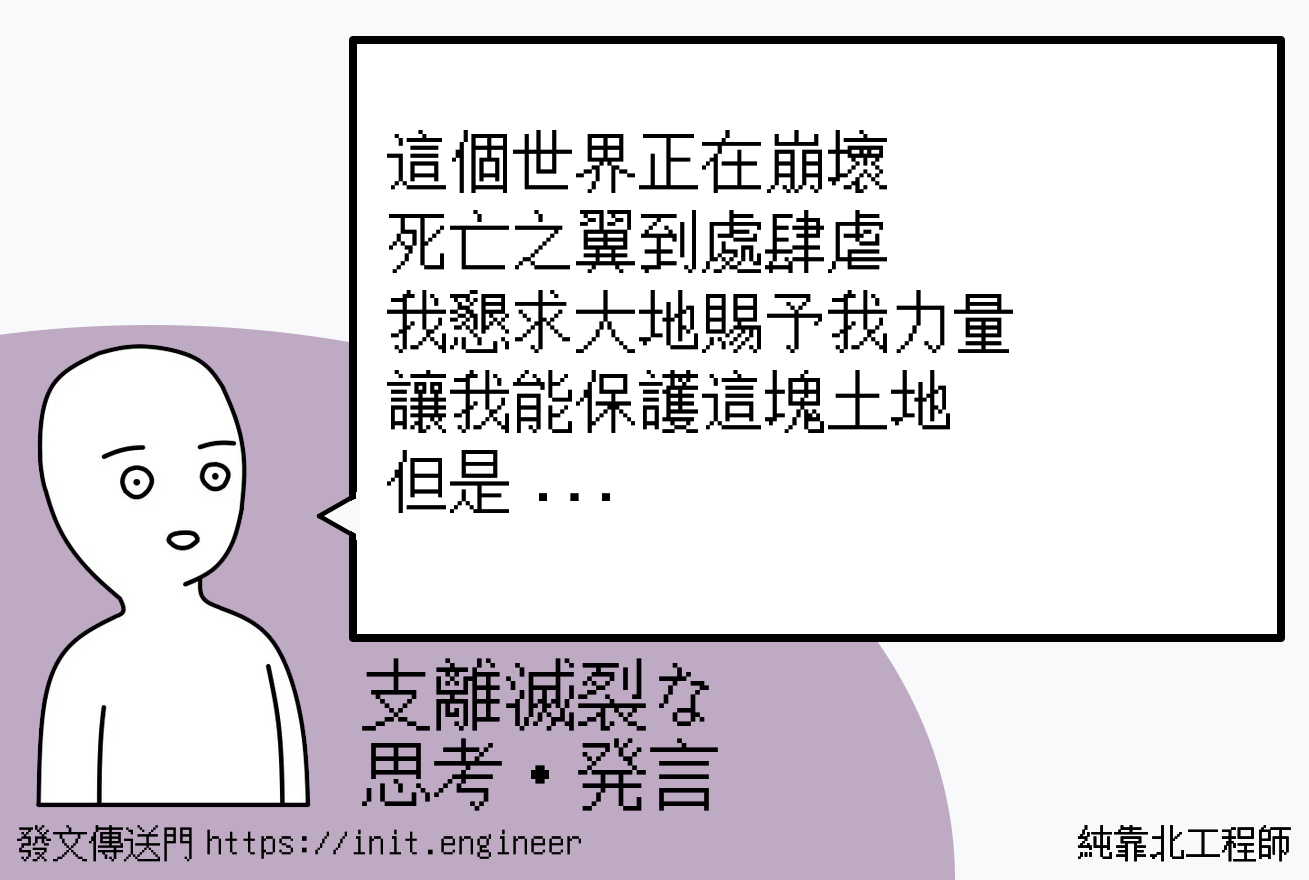 這個世界正在崩壞
死亡之翼到處肆虐
我懇求大地賜予我力量
讓我能保護這塊土地
但是 ...
支離滅裂な
思考・発言
發文傳送門 https://init.engineer
純靠北工程師